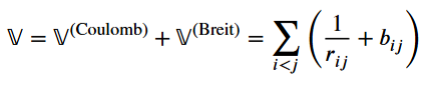 𝕍 = 𝕍^(Coulomb) + 𝕍^(Breit) = ∑_{i<j} ( 1/r_{ij} + b_{ij} )